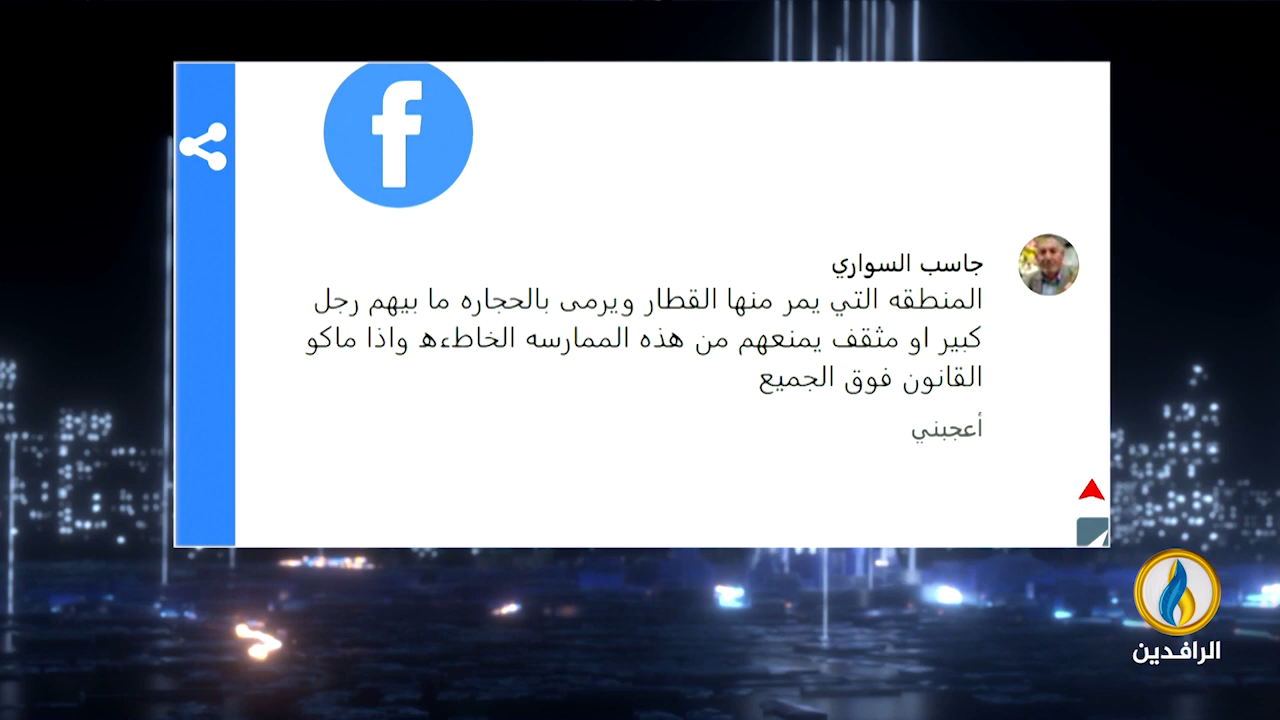 f
جاسب السواري
المنطقه التي يمر منها القطار ويرمى بالحجاره ما بيهم رجل
كبير او مثقف يمنعهم من هذه الممارسه الخاطءه واذا ماكو
القانون فوق الجميع
أعجبني
الرافدين